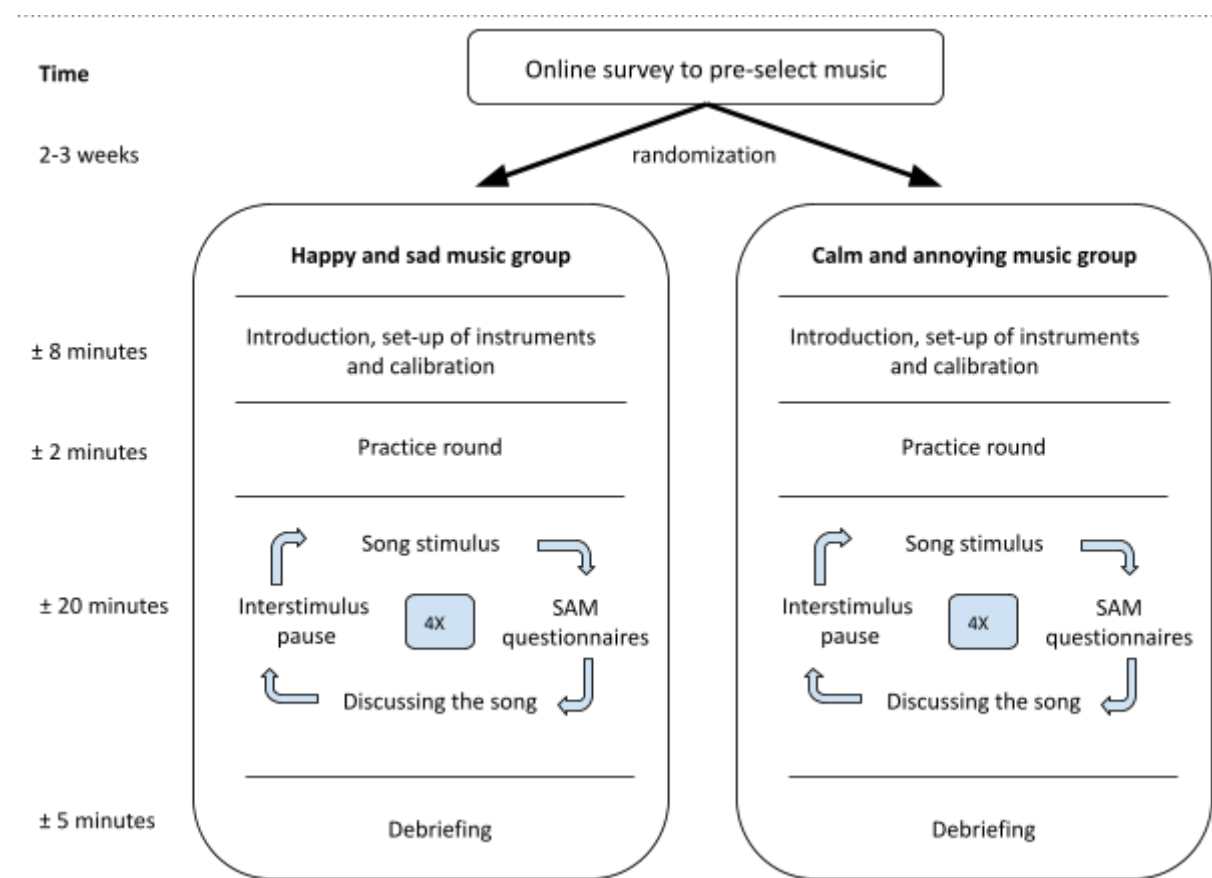 Online survey to pre-select music
Time
2-3 weeks
randomization
Happy and sad music group
Calm and annoying music group
± 8 minutes
Introduction, set-up of instruments
and calibration
Introduction, set-up of instruments
and calibration
± 2 minutes
Practice round
Practice round
± 20 minutes
Song stimulus
SAM
questionnaires
Discussing the song
Interstimulus
pause
4X
Song stimulus
SAM
questionnaires
Discussing the song
Interstimulus
pause
4X
± 5 minutes
Debriefing
Debriefing